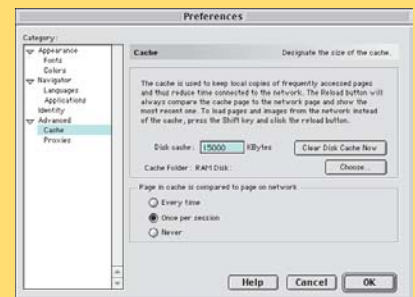 Preferences
Category:
Appearance
Fonts
Colors
Navigator
Languages
Applications
Identity
Advanced
Cache
Proxies
Cache
Designate the size of the cache.
The cache is used to keep local copies of frequently accessed pages
and thus reduce time connected to the network. The Reload button will
always compare the cache page to the network page and show the
most recent one. To load pages and images from the network instead
of the cache, press the Shift key and click the reload button.
Disk cache: 15000 KBytes
Clear Disk Cache Now
Cache Folder: RAM Disk:
Choose...
Page in cache is compared to page on network
Every time
Once per session
Never
Help
Cancel
OK